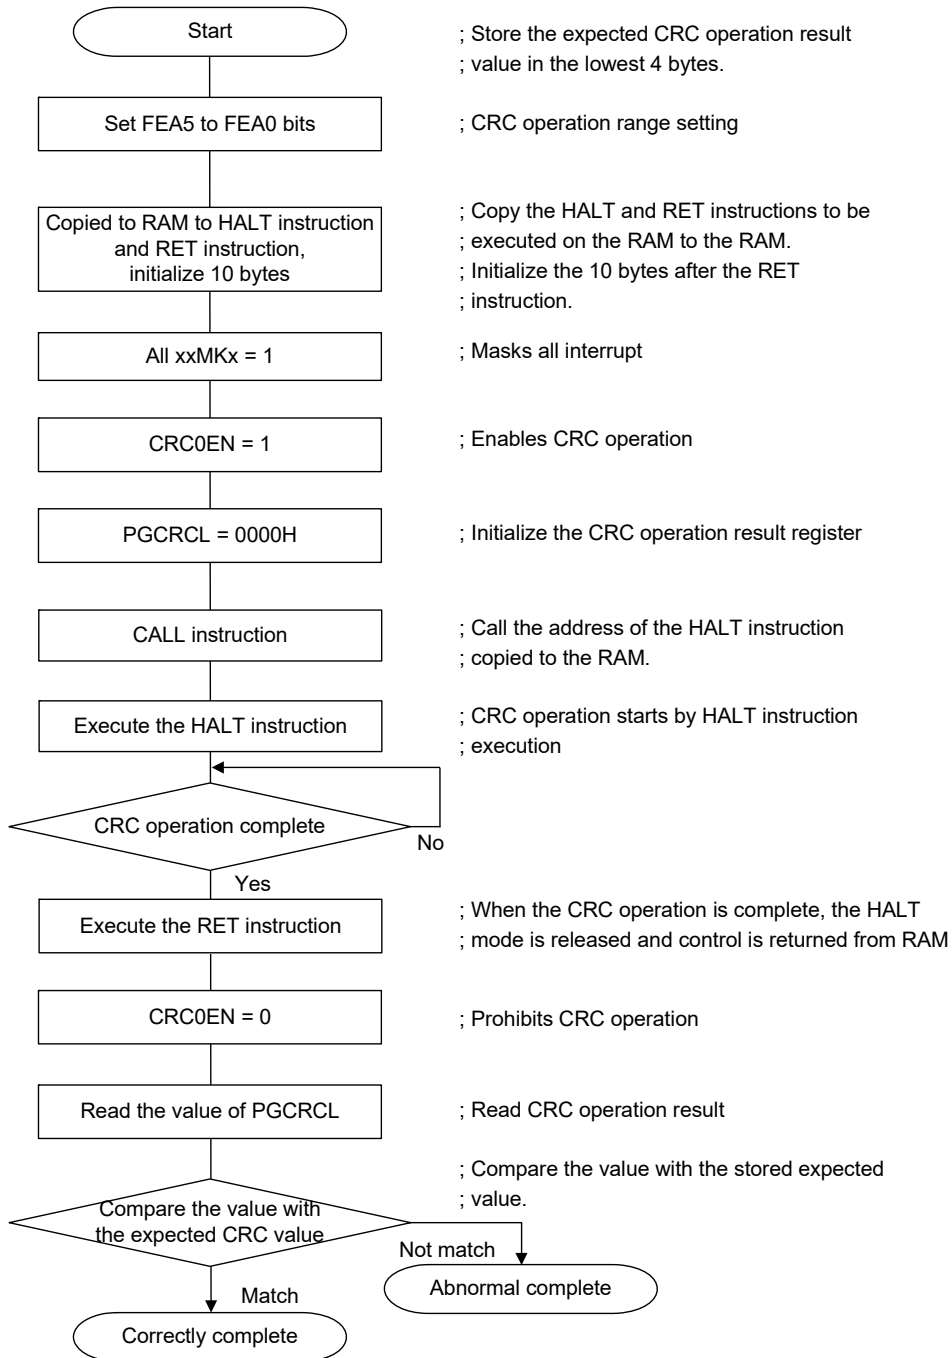 Start
; Store the expected CRC operation result
; value in the lowest 4 bytes.
Set FEA5 to FEA0 bits
; CRC operation range setting
Copied to RAM to HALT instruction
and RET instruction,
initialize 10 bytes
; Copy the HALT and RET instructions to be
; executed on the RAM to the RAM.
; Initialize the 10 bytes after the RET
; instruction.
All xxMKx = 1
; Masks all interrupt
CRC0EN = 1
; Enables CRC operation
PGCRCL = 0000H
; Initialize the CRC operation result register
CALL instruction
; Call the address of the HALT instruction
; copied to the RAM.
Execute the HALT instruction
; CRC operation starts by HALT instruction
; execution
CRC operation complete
No
Yes
Execute the RET instruction
; When the CRC operation is complete, the HALT
; mode is released and control is returned from RAM
CRC0EN = 0
; Prohibits CRC operation
Read the value of PGCRCL
; Read CRC operation result
; Compare the value with the stored expected
; value.
Compare the value with
the expected CRC value
Not match
Match
Abnormal complete
Correctly complete